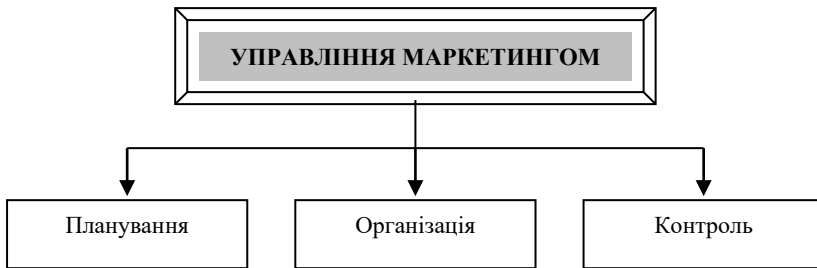 УПРАВЛІННЯ МАРКЕТИНГОМ
Планування
Організація
Контроль